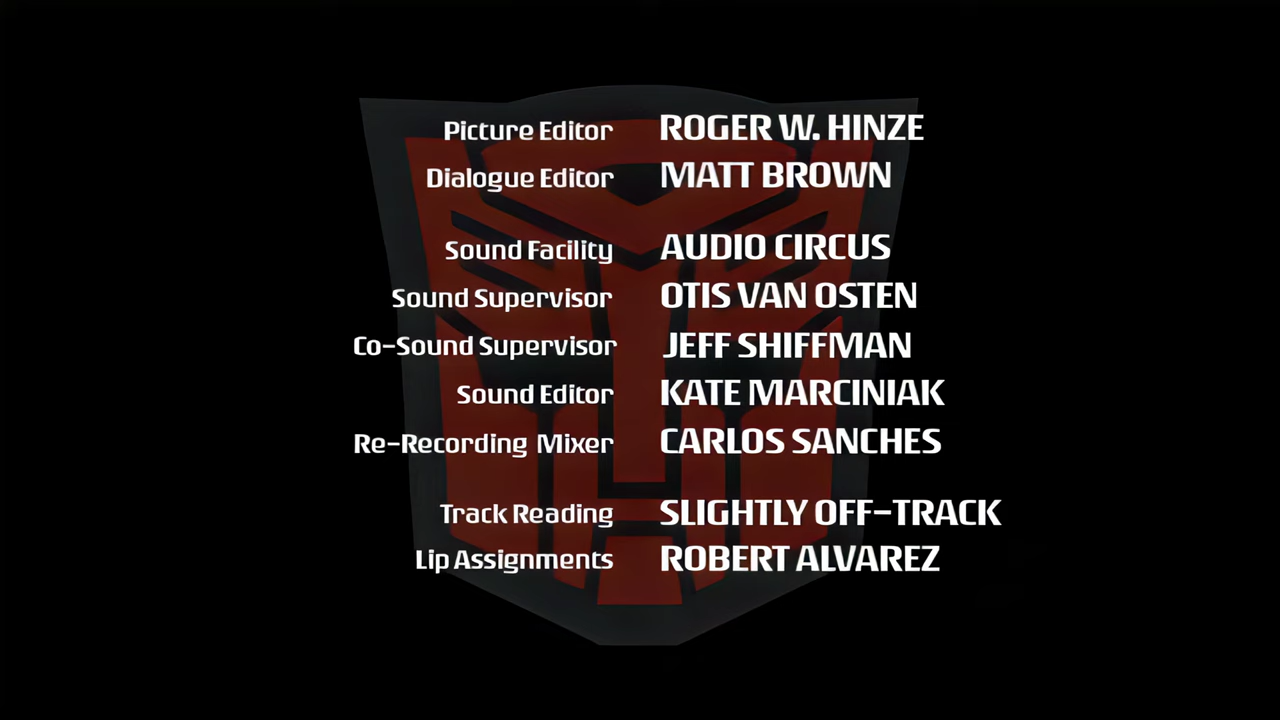 Picture Editor ROGER W. HINZE
Dialogue Editor MATT BROWN
Sound Facility AUDIO CIRCUS
Sound Supervisor OTIS VAN OSTEN
Co-Sound Supervisor JEFF SHIFFMAN
Sound Editor KATE MARCINIAK
Re-Recording Mixer CARLOS SANCHES
Track Reading SLIGHTLY OFF-TRACK
Lip Assignments ROBERT ALVAREZ